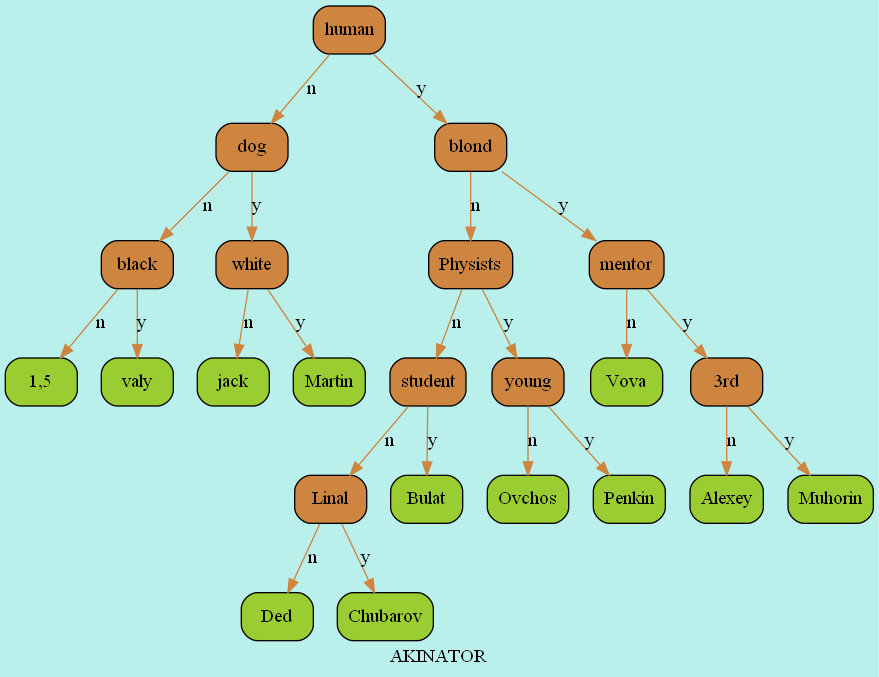 human
n
y
dog
blond
n
y
n
y
black
white
Physists
mentor
n
y
n
y
n
y
n
y
1,5
valy
jack
Martin
student
young
Vova
3rd
n
y
n
y
n
y
Linal
Bulat
Ovchos
Penkin
Alexey
Muhorin
n
y
Ded
Chubarov
AKINATOR